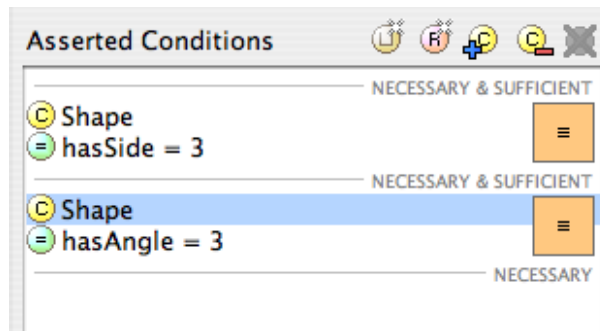 Asserted Conditions
NECESSARY & SUFFICIENT
C Shape
= hasSide = 3
≡
NECESSARY & SUFFICIENT
C Shape
= hasAngle = 3
≡
NECESSARY